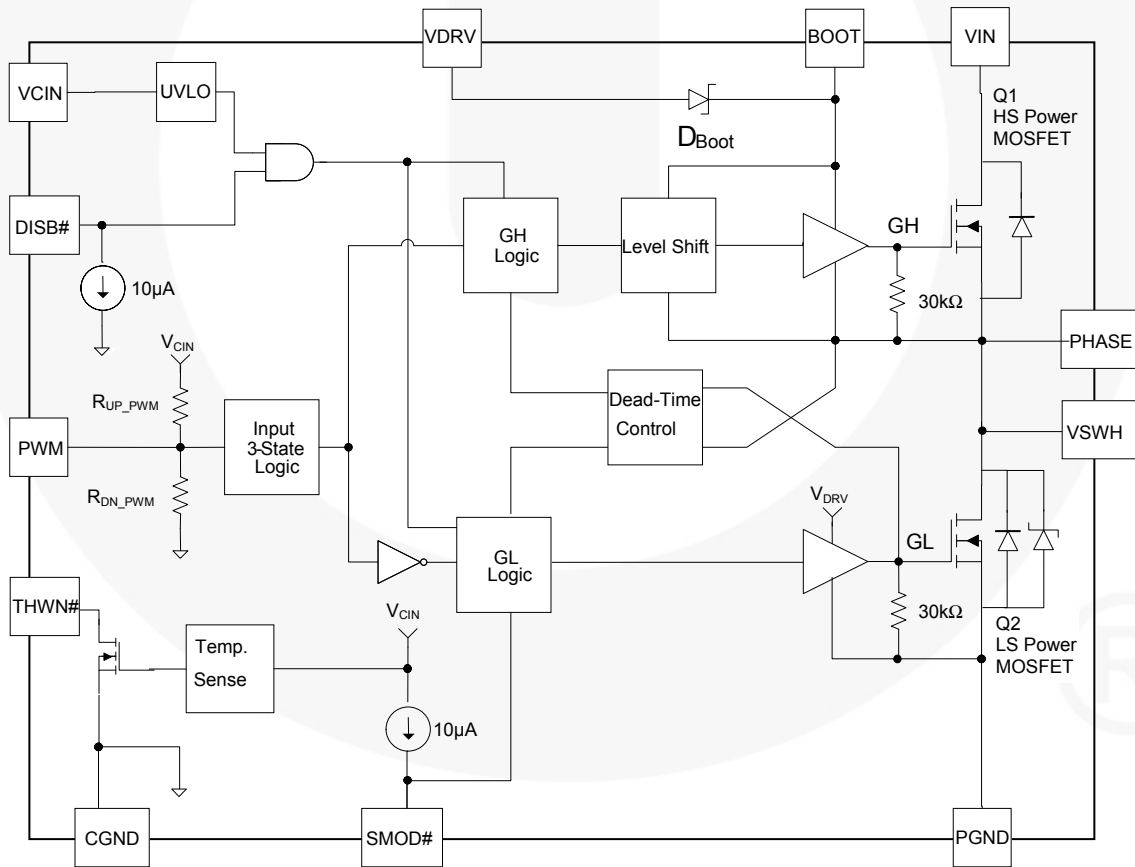 VDRV
BOOT
VIN
VCIN
UVLO
Q1
HS Power
MOSFET
DBoot
DISB#
GH
Logic
Level Shift
GH
10µA
30kΩ
VCIN
PHASE
RUP_PWM
Dead-Time
Control
PWM
Input
3-State
Logic
VSWH
RDN_PWM
VDRV
GL
GL
Logic
THWN#
VCIN
30kΩ
Q2
LS Power
MOSFET
Temp.
Sense
10µA
CGND
SMOD#
PGND
®